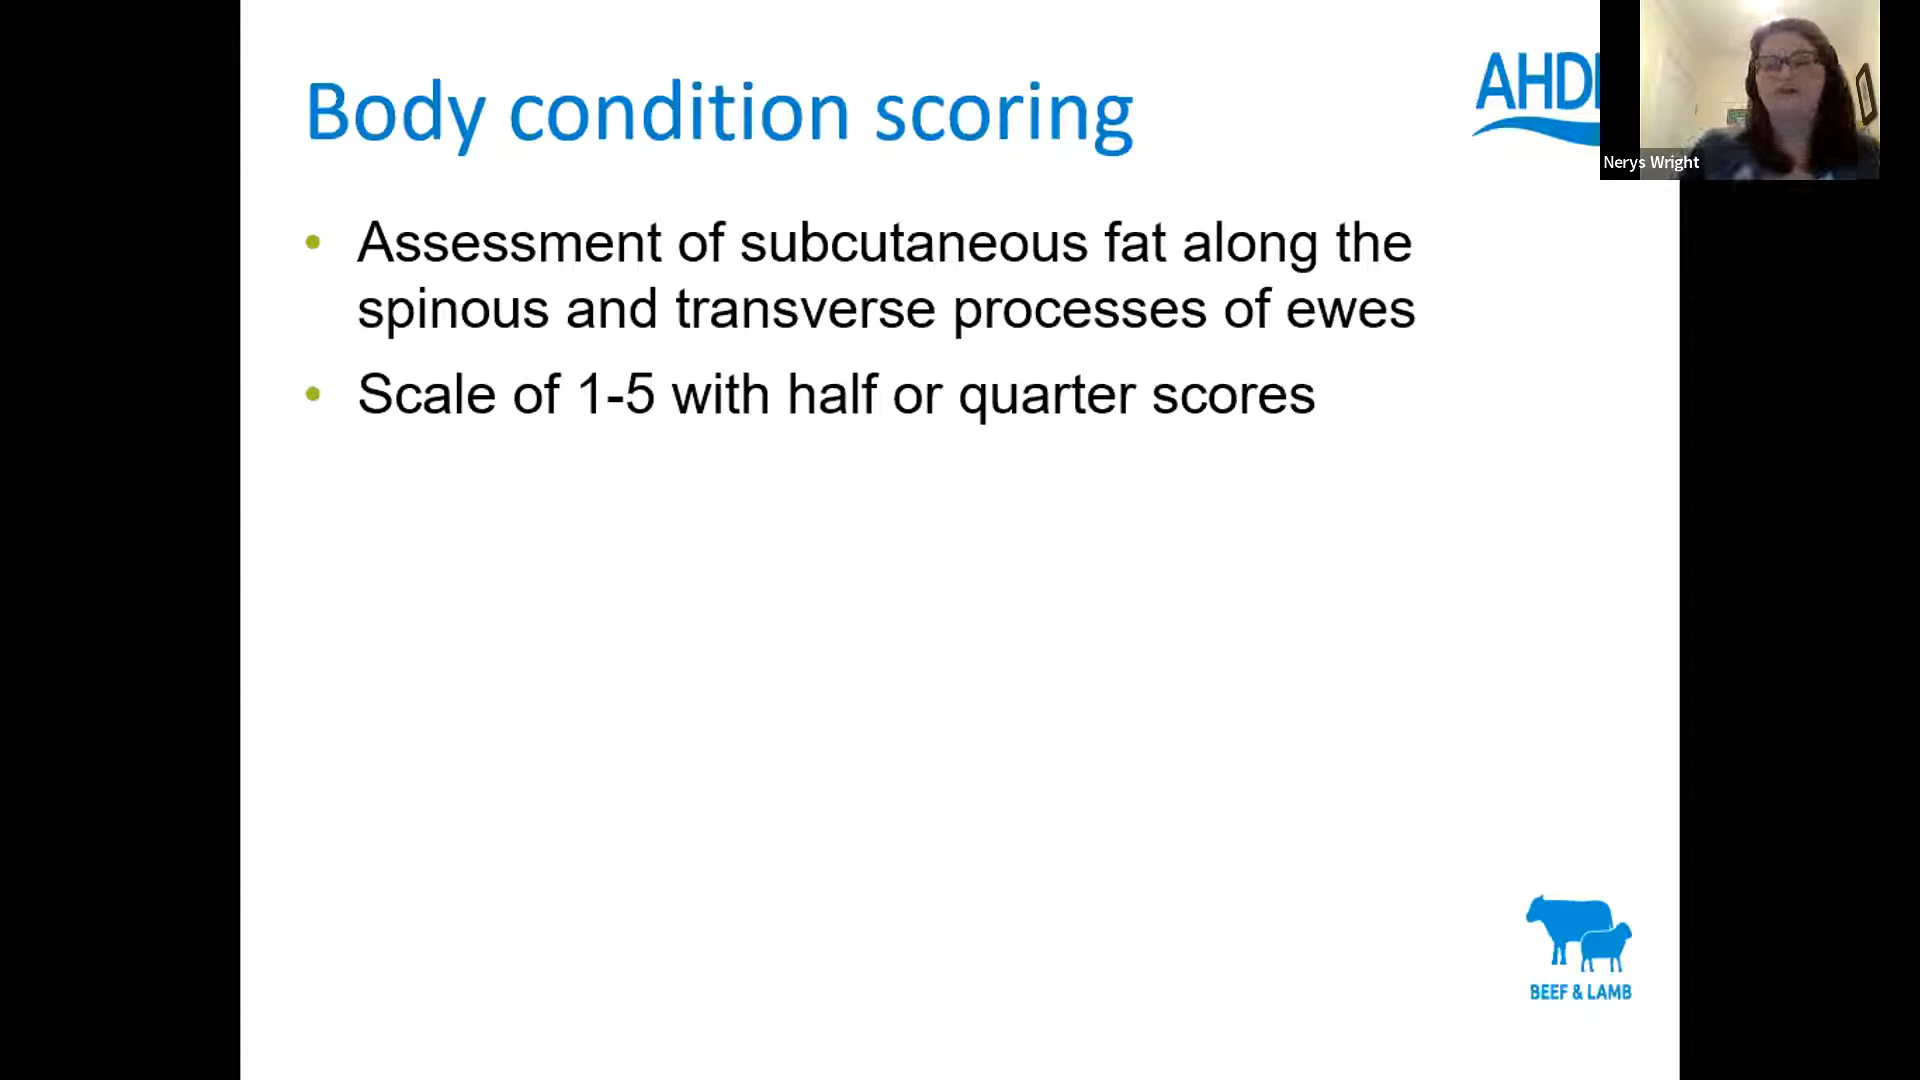 Body condition scoring
AHD
Nerys Wright
• Assessment of subcutaneous fat along the
spinous and transverse processes of ewes
• Scale of 1-5 with half or quarter scores
BEEF & LAMB